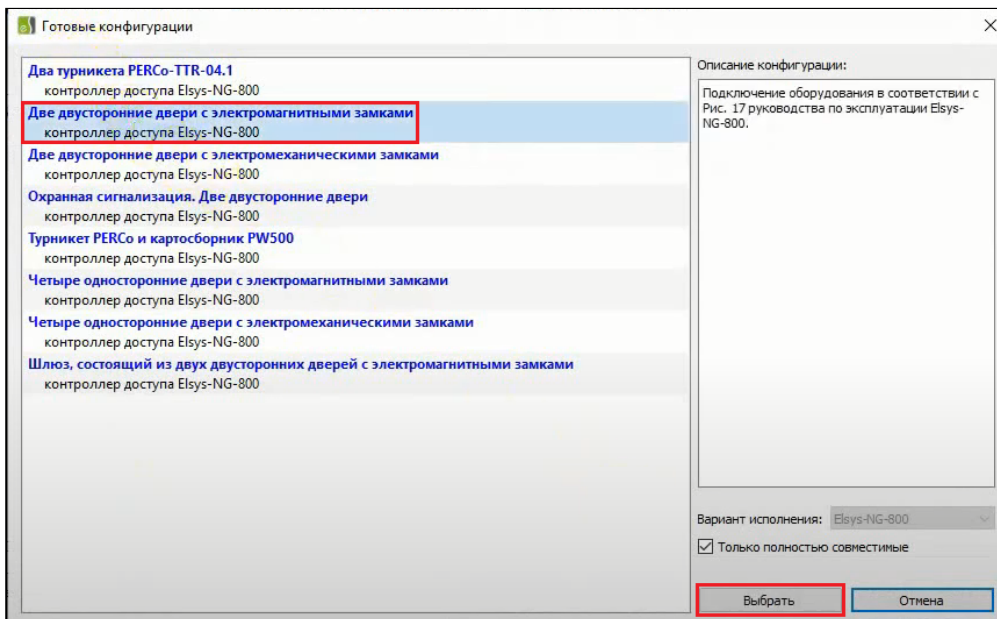 Готовые конфигурации
Два турникета PERCo-TTR-04.1
контроллер доступа Elsys-NG-800
Две двусторонние двери с электромагнитными замками
контроллер доступа Elsys-NG-800
Две двусторонние двери с электромеханическими замками
контроллер доступа Elsys-NG-800
Охранная сигнализация. Две двусторонние двери
контроллер доступа Elsys-NG-800
Турникет PERCo и картосборник PW500
контроллер доступа Elsys-NG-800
Четыре односторонние двери с электромагнитными замками
контроллер доступа Elsys-NG-800
Четыре односторонние двери с электромеханическими замками
контроллер доступа Elsys-NG-800
Шлюз, состоящий из двух двусторонних дверей с электромагнитными замками
контроллер доступа Elsys-NG-800
Описание конфигурации:
Подключение оборудования в соответствии с
Рис. 17 руководства по эксплуатации Elsys-
NG-800.
Вариант исполнения: Elsys-NG-800
Только полностью совместимые
Выбрать
Отмена